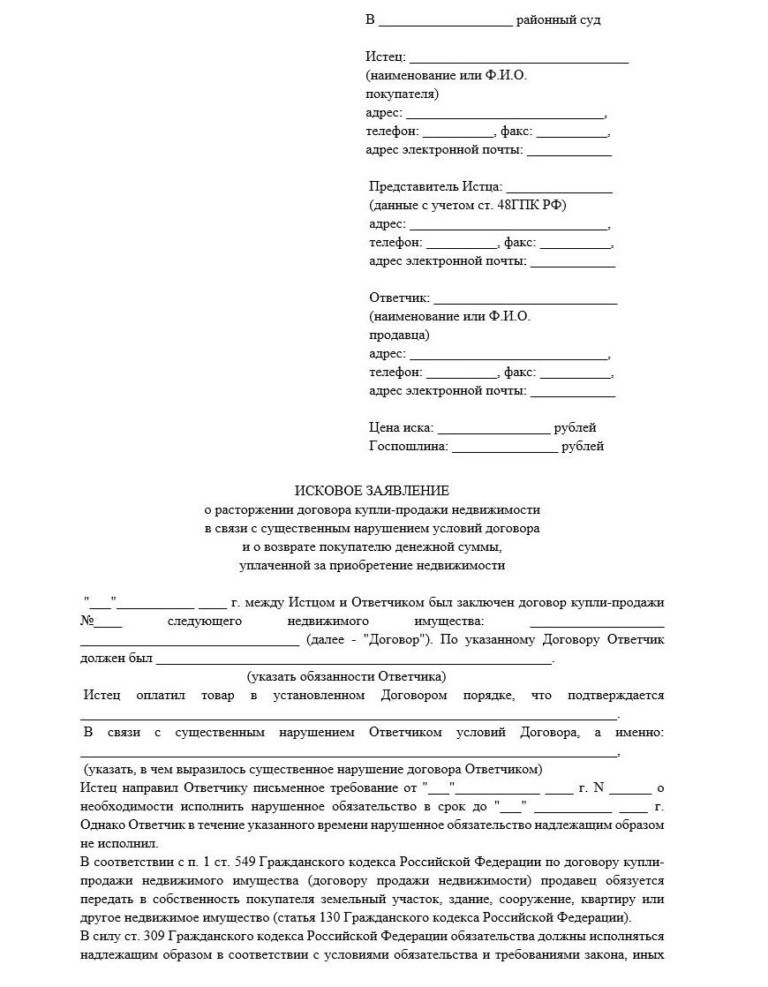 В ____________________ районный суд
Истец: ________________________________
(наименование или Ф.И.О.
покупателя)
адрес: _____________________________,
телефон: __________, факс: __________,
адрес электронной почты: ____________
Представитель Истца: ________________
(данные с учетом ст. 48ГПК РФ)
адрес: _____________________________,
телефон: __________, факс: __________,
адрес электронной почты: ____________
Ответчик: ___________________________
(наименование или Ф.И.О.
продавца)
адрес: _____________________________,
телефон: __________, факс: __________,
адрес электронной почты: ____________
Цена иска: ________________ рублей
Госпошлина: _______________ рублей
ИСКОВОЕ ЗАЯВЛЕНИЕ
о расторжении договора купли-продажи недвижимости
в связи с существенным нарушением условий договора
и о возврате покупателю денежной суммы,
уплаченной за приобретение недвижимости
"___"___________ ____ г. между Истцом и Ответчиком был заключен договор купли-продажи
№____ следующего недвижимого имущества: ___________________
________________________________ (далее - "Договор"). По указанному Договору Ответчик
должен был _________________________________________________________.
(указать обязанности Ответчика)
Истец оплатил товар в установленном Договором порядке, что подтверждается
_____________________________________________________________________________.
В связи с существенным нарушением Ответчиком условий Договора, а именно:
_____________________________________________________________________________,
(указать, в чем выразилось существенное нарушение договора Ответчиком)
Истец направил Ответчику письменное требование от "___"____________ ____ г. N ______ о
необходимости исполнить нарушенное обязательство в срок до "___" ___________ ____ г.
Однако Ответчик в течение указанного времени нарушенное обязательство надлежащим образом
не исполнил.
В соответствии с п. 1 ст. 549 Гражданского кодекса Российской Федерации по договору купли-
продажи недвижимого имущества (договору продажи недвижимости) продавец обязуется
передать в собственность покупателя земельный участок, здание, сооружение, квартиру или
другое недвижимое имущество (статья 130 Гражданского кодекса Российской Федерации).
В силу ст. 309 Гражданского кодекса Российской Федерации обязательства должны исполняться
надлежащим образом в соответствии с условиями обязательства и требованиями закона, иных